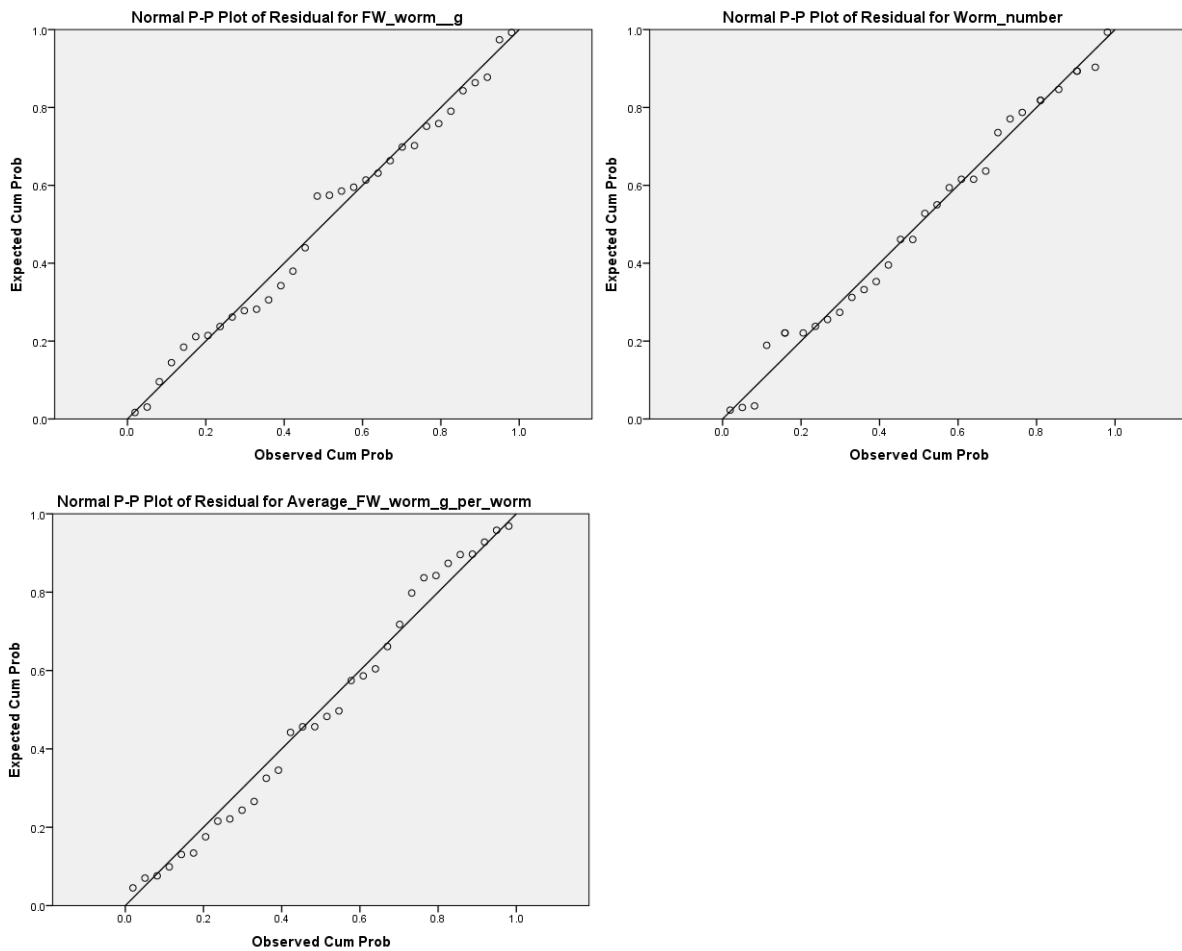 Normal P-P Plot of Residual for FW_worm__g
1.0
0.8
0.6
0.4
0.2
0.0
Expected Cum Prob
0.0 0.2 0.4 0.6 0.8 1.0
Observed Cum Prob
Normal P-P Plot of Residual for Worm_number
1.0
0.8
0.6
0.4
0.2
0.0
Expected Cum Prob
0.0 0.2 0.4 0.6 0.8 1.0
Observed Cum Prob
Normal P-P Plot of Residual for Average_FW_worm_g_per_worm
1.0
0.8
0.6
0.4
0.2
0.0
Expected Cum Prob
0.0 0.2 0.4 0.6 0.8 1.0
Observed Cum Prob